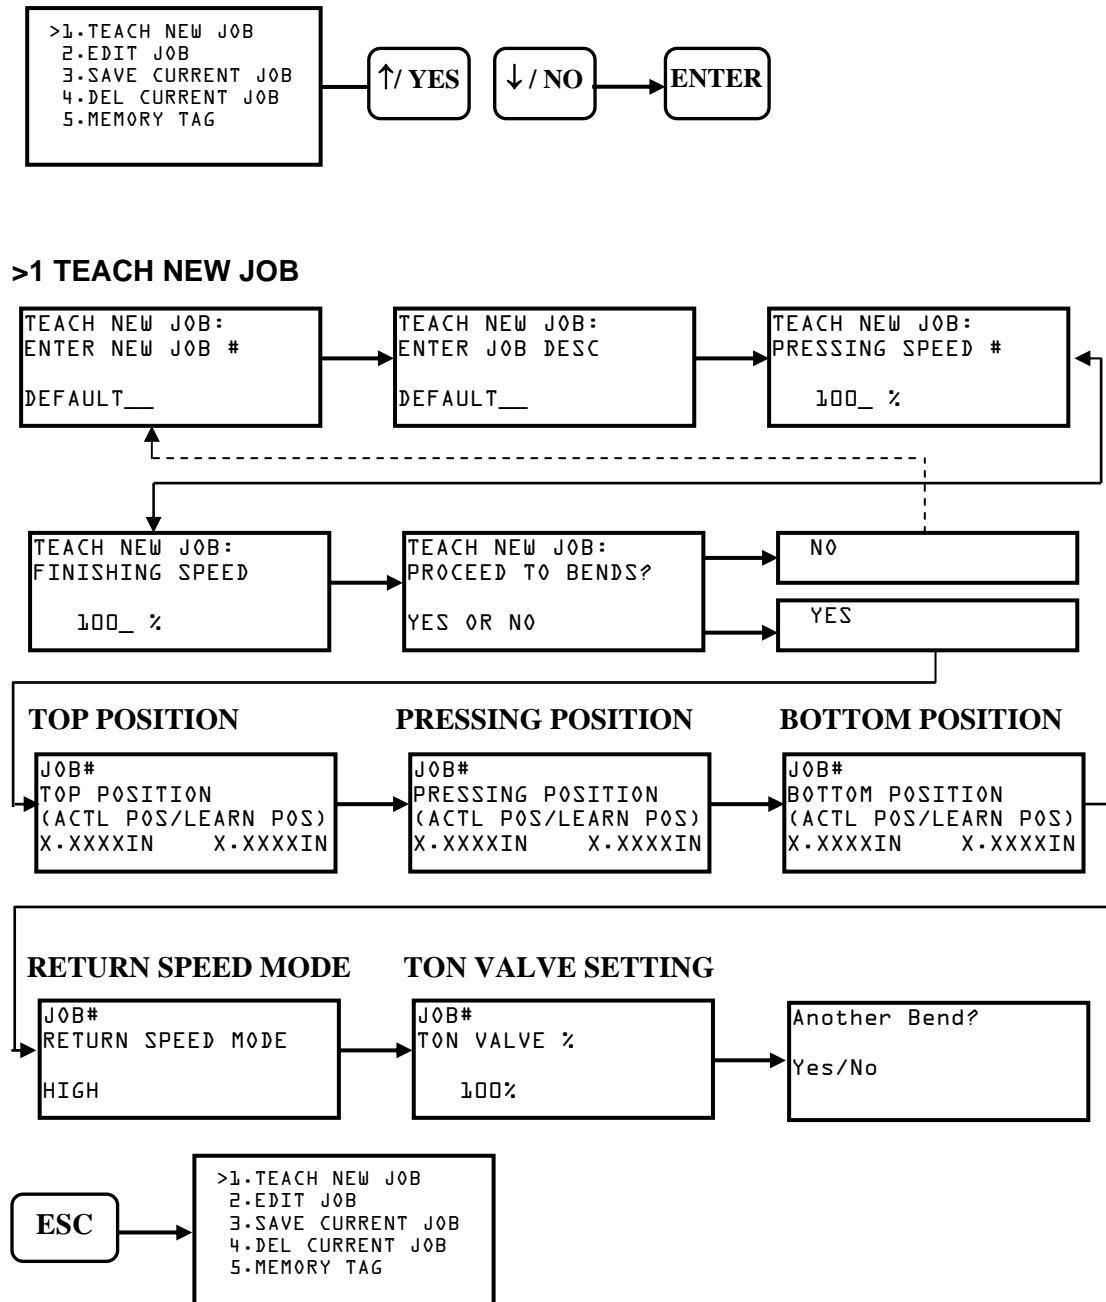 >1.TEACH NEW JOB
2.EDIT JOB
3.SAVE CURRENT JOB
4.DEL CURRENT JOB
5.MEMORY TAG
↑/ YES
↓ / NO
ENTER
>1 TEACH NEW JOB
TEACH NEW JOB:
ENTER NEW JOB #
DEFAULT__
TEACH NEW JOB:
ENTER JOB DESC
DEFAULT__
TEACH NEW JOB:
PRESSING SPEED #
100_ %
TEACH NEW JOB:
FINISHING SPEED
100_ %
TEACH NEW JOB:
PROCEED TO BENDS?
YES OR NO
NO
YES
TOP POSITION
JOB#
TOP POSITION
(ACTL POS/LEARN POS)
X.XXXXIN X.XXXXIN
PRESSING POSITION
JOB#
PRESSING POSITION
(ACTL POS/LEARN POS)
X.XXXXIN X.XXXXIN
BOTTOM POSITION
JOB#
BOTTOM POSITION
(ACTL POS/LEARN POS)
X.XXXXIN X.XXXXIN
RETURN SPEED MODE
JOB#
RETURN SPEED MODE
HIGH
TON VALVE SETTING
JOB#
TON VALVE %
100%
Another Bend?
Yes/No
ESC
>1.TEACH NEW JOB
2.EDIT JOB
3.SAVE CURRENT JOB
4.DEL CURRENT JOB
5.MEMORY TAG